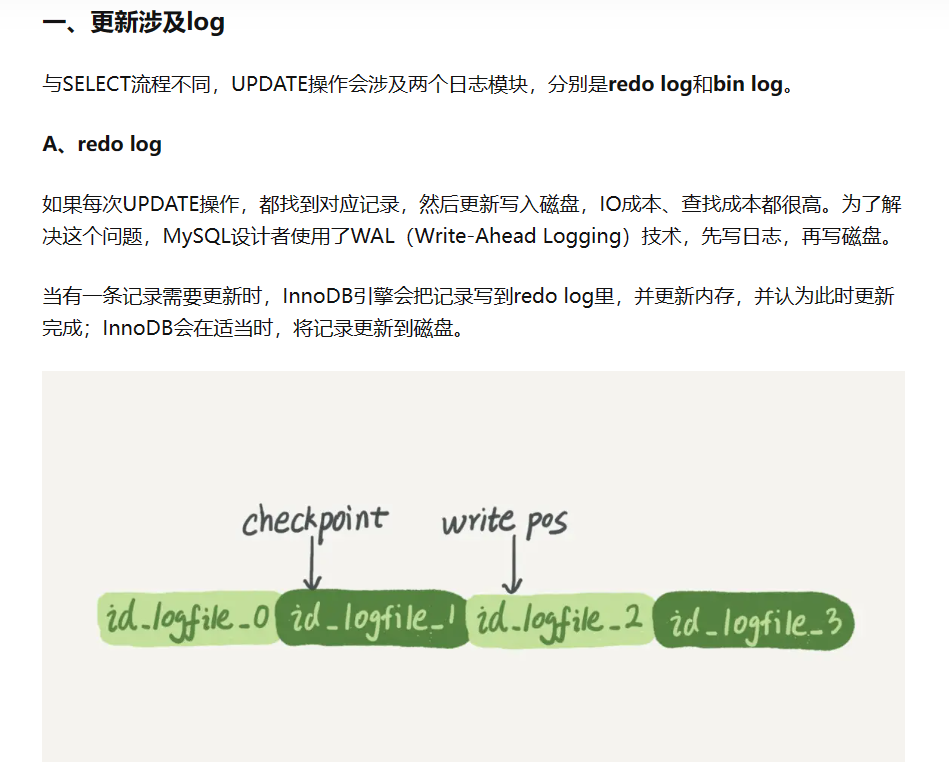 一、更新涉及log
与SELECT流程不同，UPDATE操作会涉及两个日志模块，分别是redo log和bin log。
A、redo log
如果每次UPDATE操作，都找到对应记录，然后更新写入磁盘，IO成本、查找成本都很高。为了解
决这个问题，MySQL设计者使用了WAL（Write-Ahead Logging）技术，先写日志，再写磁盘。
当有一条记录需要更新时，InnoDB引擎会把记录写到redo log里，并更新内存，并认为此时更新
完成；InnoDB会在适当时，将记录更新到磁盘。
checkpoint write pos
id_logfile_0 id_logfile_1 id_logfile_2 id_logfile_3